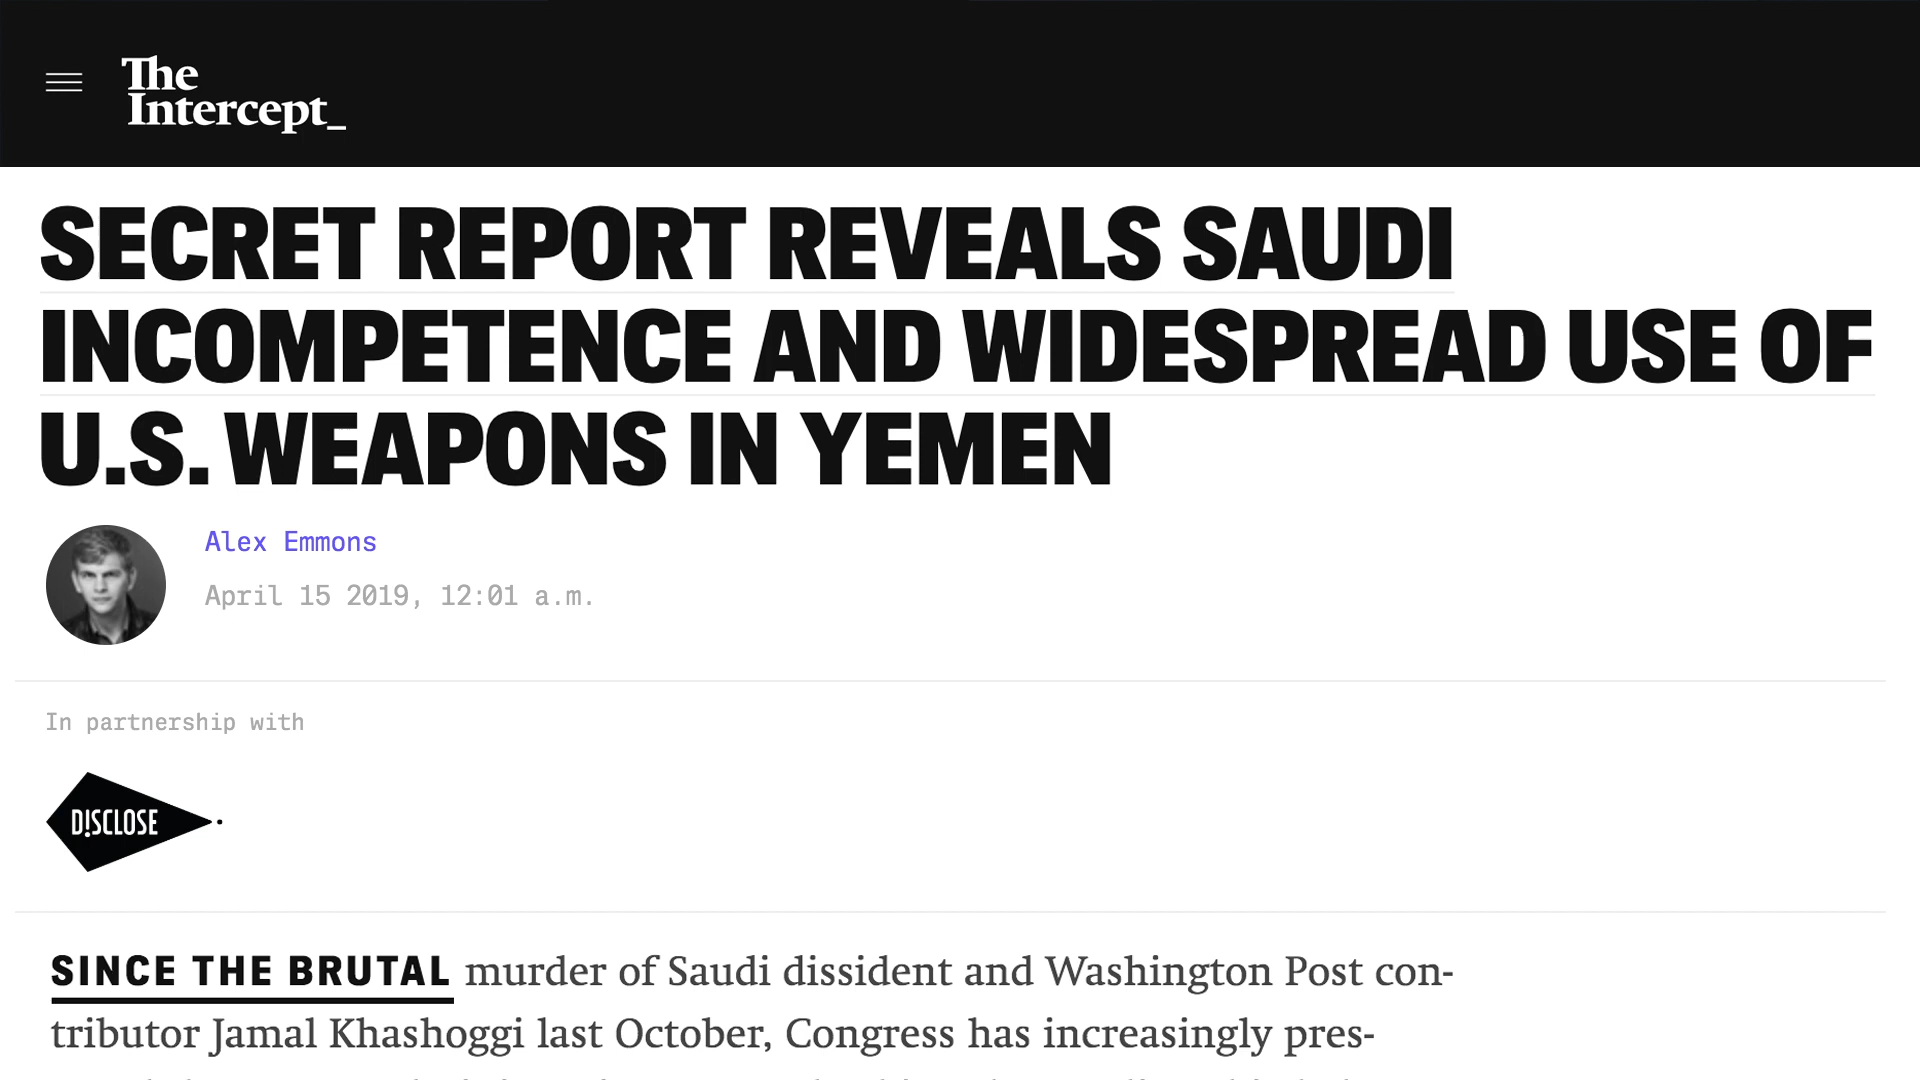 The
Intercept_
SECRET REPORT REVEALS SAUDI
INCOMPETENCE AND WIDESPREAD USE OF
U.S. WEAPONS IN YEMEN
Alex Emmons
April 15 2019, 12:01 a.m.
In partnership with
D!SCLOSE
SINCE THE BRUTAL murder of Saudi dissident and Washington Post con-
tributor Jamal Khashoggi last October, Congress has increasingly pres-